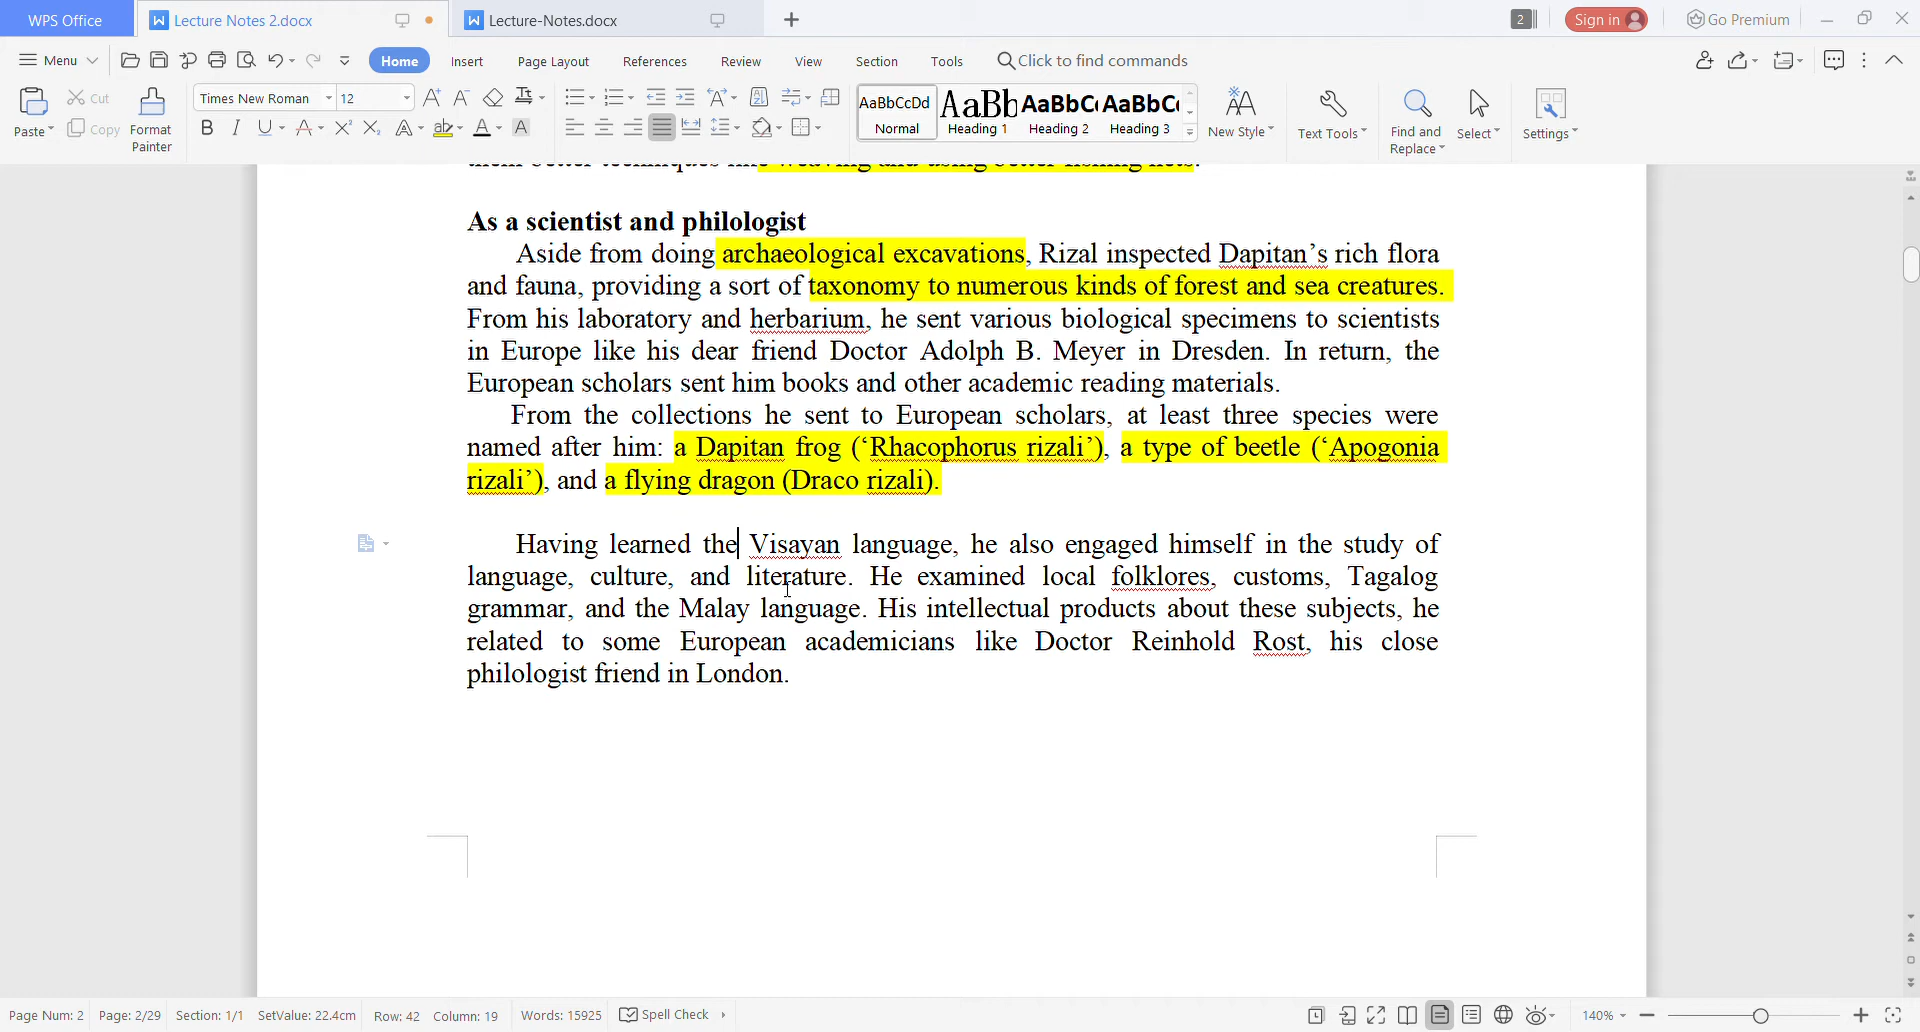 WPS Office
Lecture Notes 2.docx
Lecture-Notes.docx
2
Sign in
Go Premium
Menu
Home
Insert
Page Layout
References
Review
View
Section
Tools
Click to find commands
Paste
Cut
Copy
Format
Painter
Times New Roman
12
AaBbCcDd
Normal
AaBb
Heading 1
AaBbC
Heading 2
AaBbC
Heading 3
New Style
Text Tools
Find and
Replace
Select
Settings
them better techniques like weaving and using better fishing nets.
As a scientist and philologist
Aside from doing archaeological excavations, Rizal inspected Dapitan’s rich flora
and fauna, providing a sort of taxonomy to numerous kinds of forest and sea creatures.
From his laboratory and herbarium, he sent various biological specimens to scientists
in Europe like his dear friend Doctor Adolph B. Meyer in Dresden. In return, the
European scholars sent him books and other academic reading materials.
From the collections he sent to European scholars, at least three species were
named after him: a Dapitan frog (‘Rhacophorus rizali’), a type of beetle (‘Apogonia
rizali’), and a flying dragon (Draco rizali).
Having learned the Visayan language, he also engaged himself in the study of
language, culture, and literature. He examined local folklores, customs, Tagalog
grammar, and the Malay language. His intellectual products about these subjects, he
related to some European academicians like Doctor Reinhold Rost, his close
philologist friend in London.
Page Num: 2
Page: 2/29
Section: 1/1
SetValue: 22.4cm
Row: 42
Column: 19
Words: 15925
Spell Check
140%